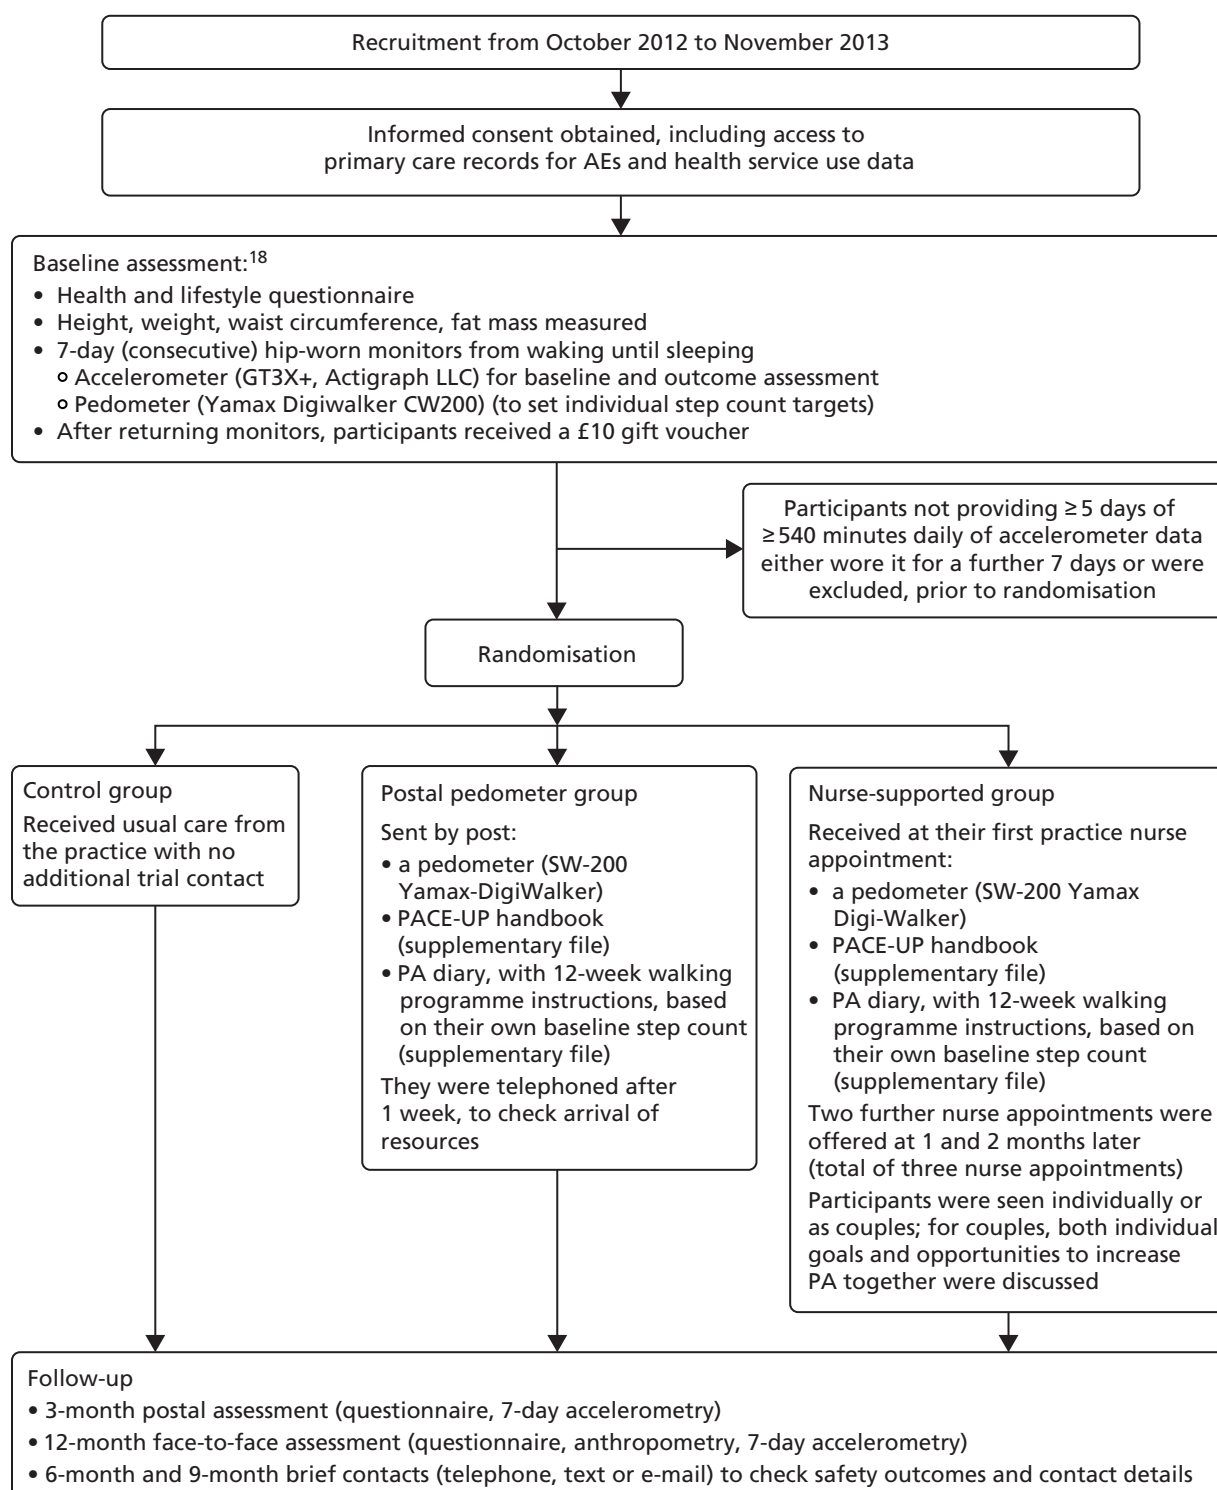 Recruitment from October 2012 to November 2013
Informed consent obtained, including access to
primary care records for AEs and health service use data
Baseline assessment:18
• Health and lifestyle questionnaire
• Height, weight, waist circumference, fat mass measured
• 7-day (consecutive) hip-worn monitors from waking until sleeping
o Accelerometer (GT3X+, Actigraph LLC) for baseline and outcome assessment
o Pedometer (Yamax Digiwalker CW200) (to set individual step count targets)
• After returning monitors, participants received a £10 gift voucher
Participants not providing ≥5 days of
≥540 minutes daily of accelerometer data
either wore it for a further 7 days or were
excluded, prior to randomisation
Randomisation
Control group
Received usual care from
the practice with no
additional trial contact
Postal pedometer group
Sent by post:
• a pedometer (SW-200
Yamax-DigiWalker)
• PACE-UP handbook
(supplementary file)
• PA diary, with 12-week walking
programme instructions, based
on their own baseline step count
(supplementary file)
They were telephoned after
1 week, to check arrival of
resources
Nurse-supported group
Received at their first practice nurse
appointment:
• a pedometer (SW-200 Yamax
Digi-Walker)
• PACE-UP handbook
(supplementary file)
• PA diary, with 12-week walking
programme instructions, based on
their own baseline step count
(supplementary file)
Two further nurse appointments were
offered at 1 and 2 months later
(total of three nurse appointments)
Participants were seen individually or
as couples; for couples, both individual
goals and opportunities to increase
PA together were discussed
Follow-up
• 3-month postal assessment (questionnaire, 7-day accelerometry)
• 12-month face-to-face assessment (questionnaire, anthropometry, 7-day accelerometry)
• 6-month and 9-month brief contacts (telephone, text or e-mail) to check safety outcomes and contact details